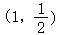 (1, 1/2)